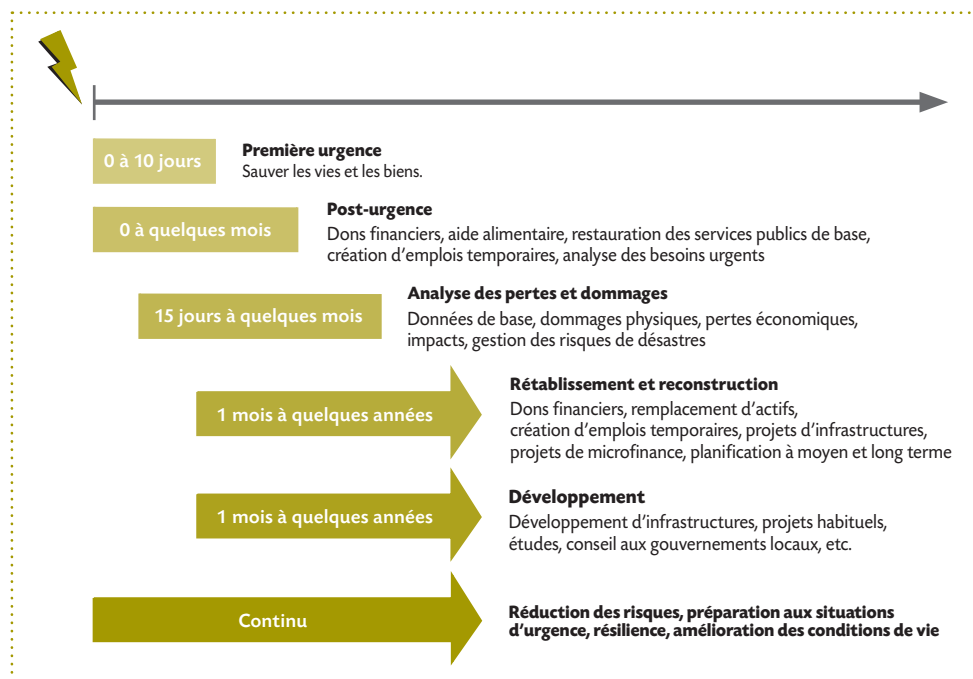 0 à 10 jours
Première urgence
Sauver les vies et les biens.
0 à quelques mois
Post-urgence
Dons financiers, aide alimentaire, restauration des services publics de base,
création d'emplois temporaires, analyse des besoins urgents
15 jours à quelques mois
Analyse des pertes et dommages
Données de base, dommages physiques, pertes économiques,
impacts, gestion des risques de désastres
1 mois à quelques années
Rétablissement et reconstruction
Dons financiers, remplacement d'actifs,
création d'emplois temporaires, projets d'infrastructures,
projets de microfinance, planification à moyen et long terme
1 mois à quelques années
Développement
Développement d'infrastructures, projets habituels,
études, conseil aux gouvernements locaux, etc.
Continu
Réduction des risques, préparation aux situations
d'urgence, résilience, amélioration des conditions de vie